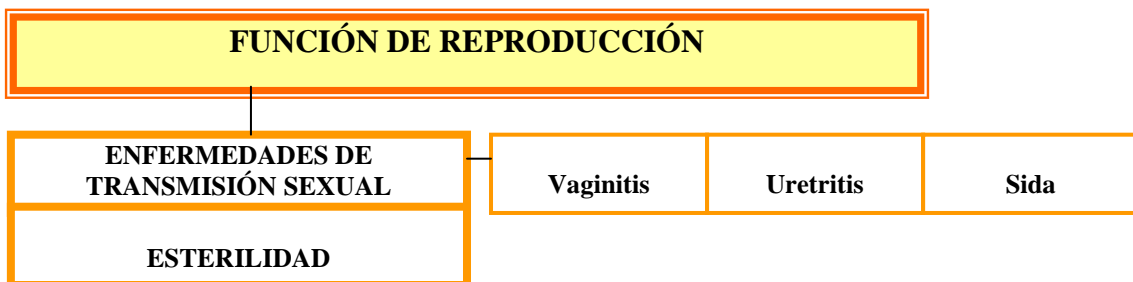 FUNCIÓN DE REPRODUCCIÓN
ENFERMEDADES DE
TRANSMISIÓN SEXUAL
Vaginitis
Uretritis
Sida
ESTERILIDAD